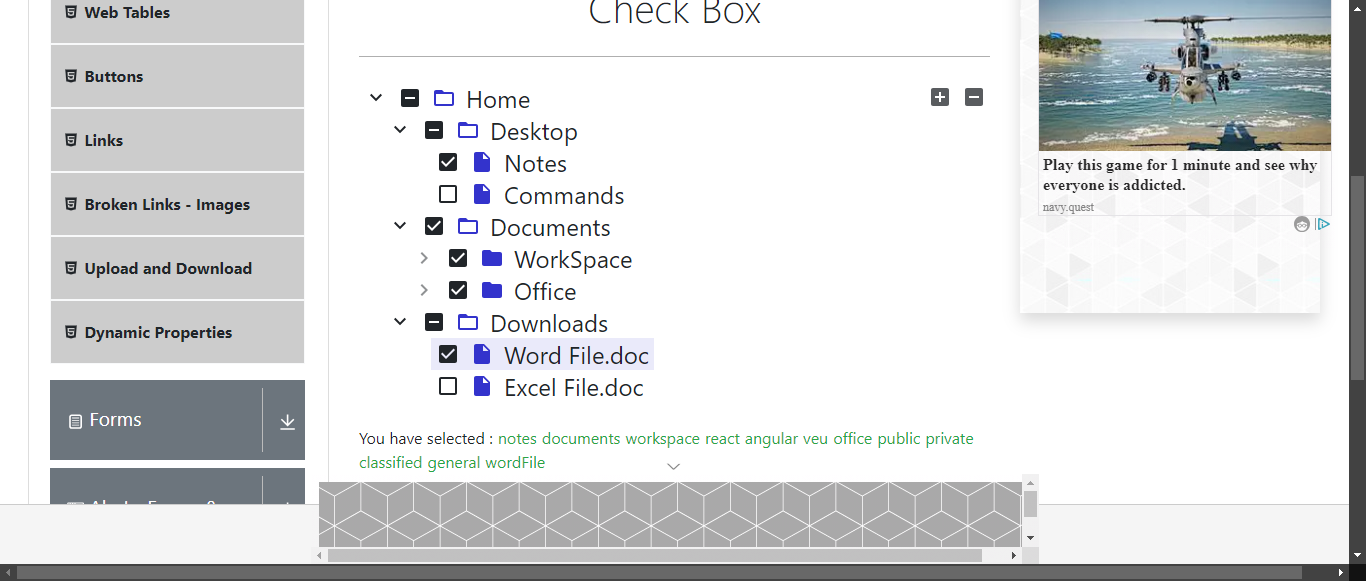 Web Tables
Buttons
Links
Broken Links - Images
Upload and Download
Dynamic Properties
Forms
Check Box
Home
Desktop
Notes
Commands
Documents
WorkSpace
Office
Downloads
Word File.doc
Excel File.doc
You have selected : notes documents workspace react angular veu office public private
classified general wordFile
Play this game for 1 minute and see why
everyone is addicted.
navy.quest